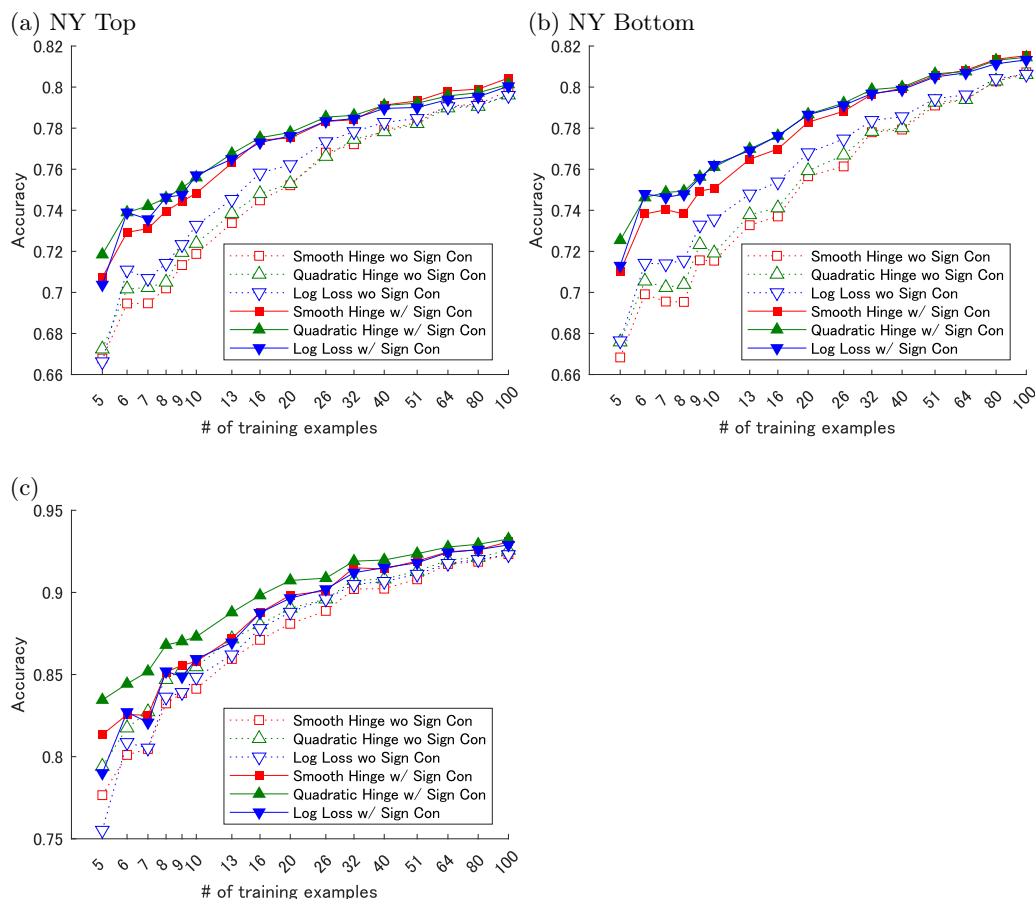 (a) NY Top
0.82
0.8
0.78
0.76
0.74
0.72
0.7
0.68
0.66
Accuracy
Smooth Hinge wo Sign Con
Quadratic Hinge wo Sign Con
Log Loss wo Sign Con
Smooth Hinge w/ Sign Con
Quadratic Hinge w/ Sign Con
Log Loss w/ Sign Con
5 6 7 8 9 10 13 16 20 26 32 40 51 64 80 100
# of training examples
(b) NY Bottom
0.82
0.8
0.78
0.76
0.74
0.72
0.7
0.68
0.66
Accuracy
Smooth Hinge wo Sign Con
Quadratic Hinge wo Sign Con
Log Loss wo Sign Con
Smooth Hinge w/ Sign Con
Quadratic Hinge w/ Sign Con
Log Loss w/ Sign Con
5 6 7 8 9 10 13 16 20 26 32 40 51 64 80 100
# of training examples
(c)
0.95
0.9
0.85
0.8
0.75
Accuracy
Smooth Hinge wo Sign Con
Quadratic Hinge wo Sign Con
Log Loss wo Sign Con
Smooth Hinge w/ Sign Con
Quadratic Hinge w/ Sign Con
Log Loss w/ Sign Con
5 6 7 8 9 10 13 16 20 26 32 40 51 64 80 100
# of training examples